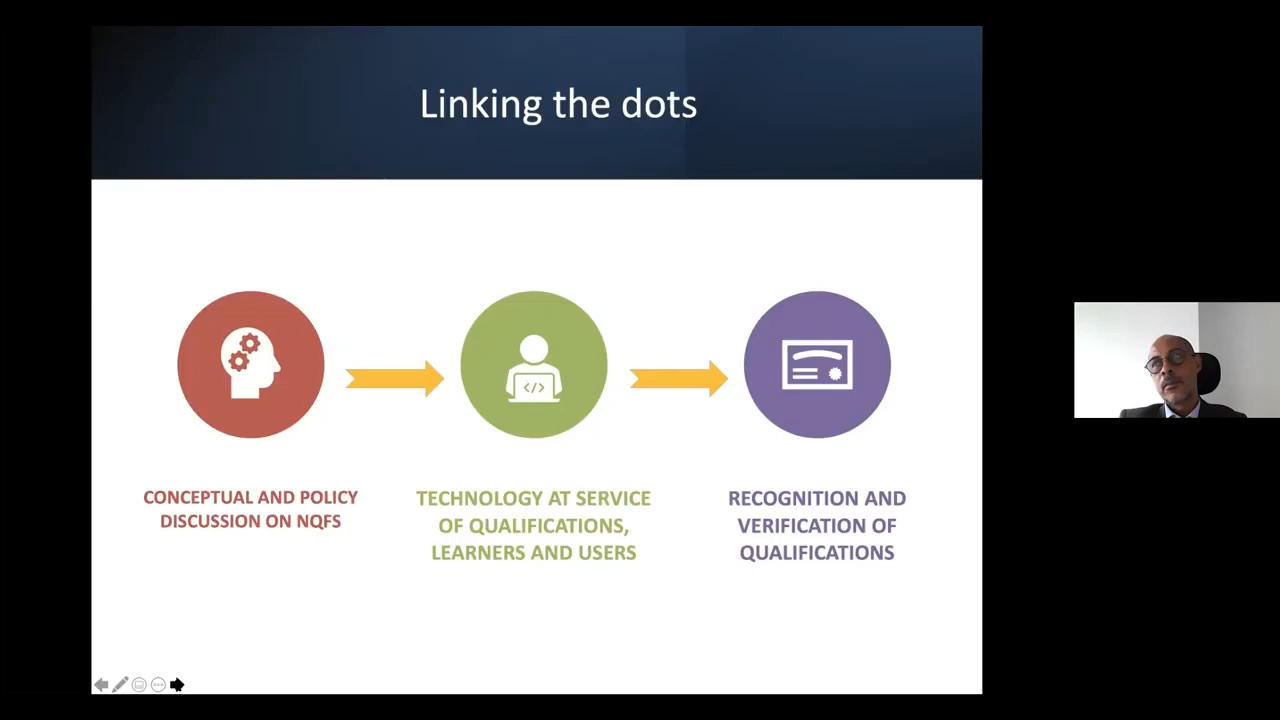 Linking the dots
CONCEPTUAL AND POLICY
DISCUSSION ON NQFS
TECHNOLOGY AT SERVICE
OF QUALIFICATIONS,
LEARNERS AND USERS
RECOGNITION AND
VERIFICATION OF
QUALIFICATIONS